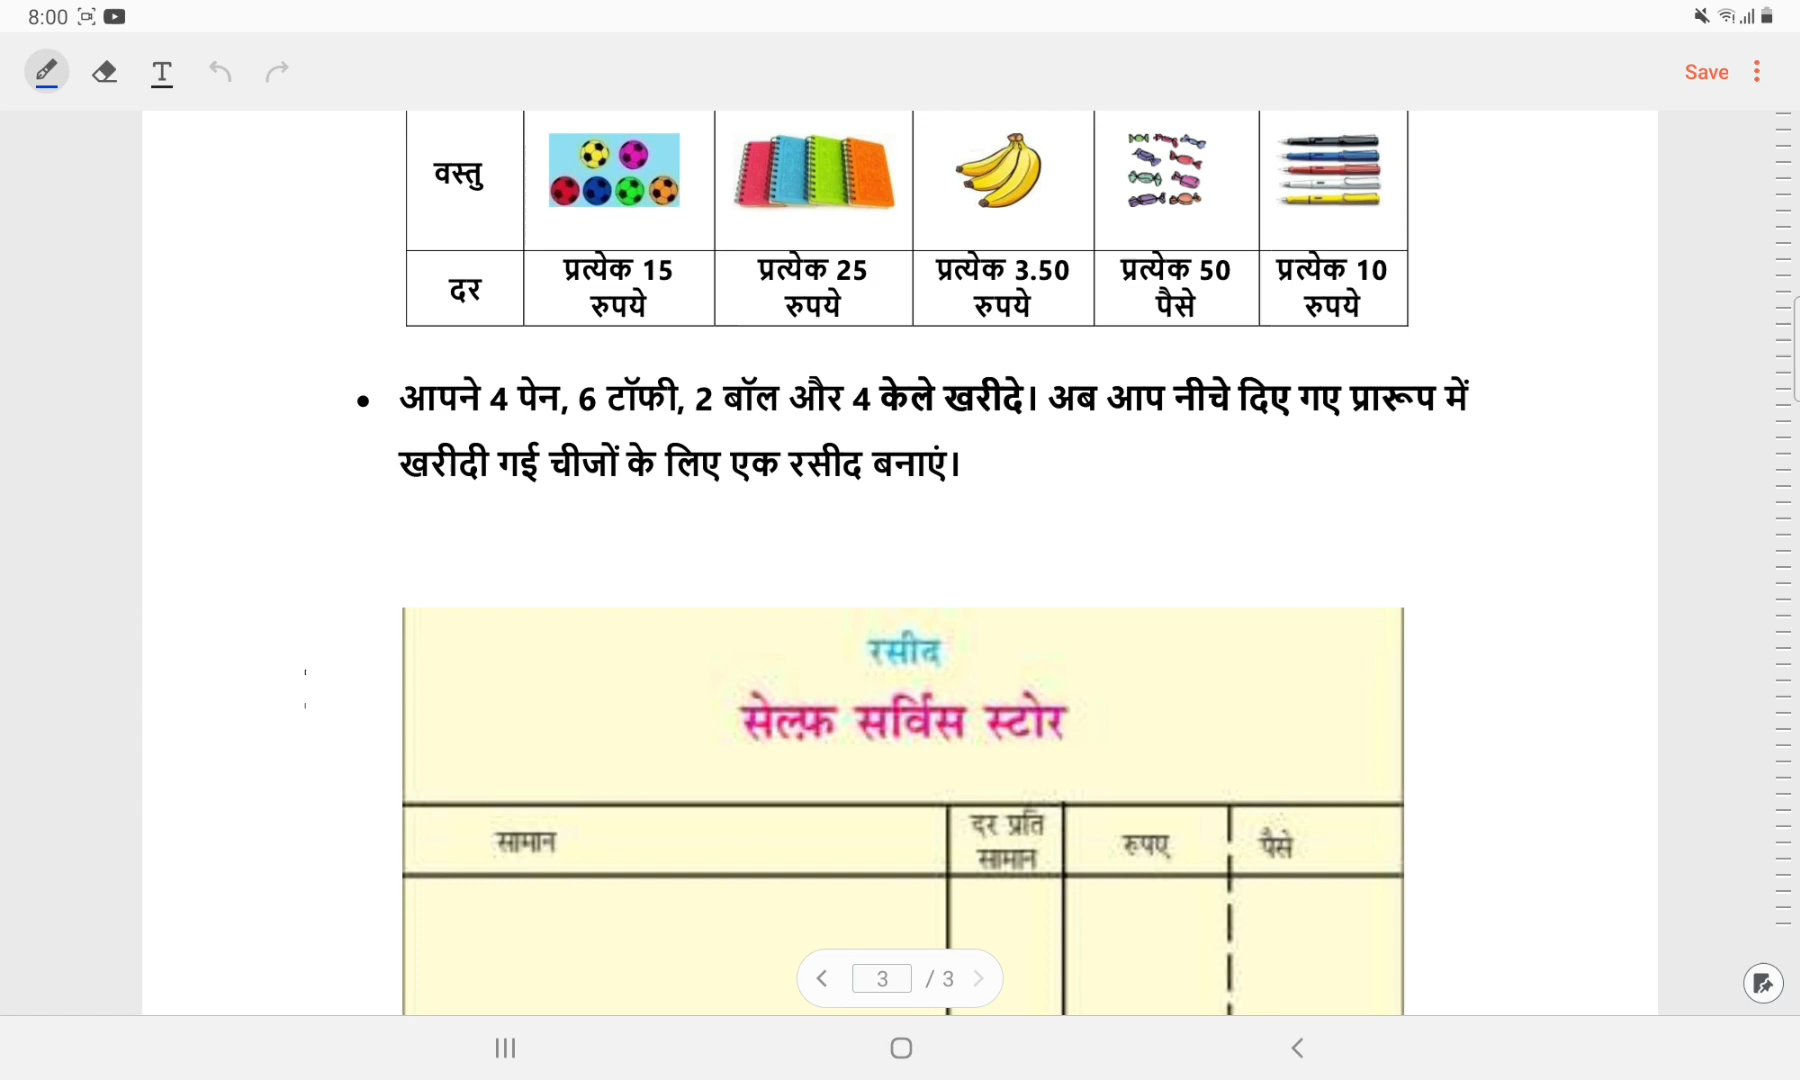 8:00
Save
वस्तु
दर
प्रत्येक 15 रुपये
प्रत्येक 25 रुपये
प्रत्येक 3.50 रुपये
प्रत्येक 50 पैसे
प्रत्येक 10 रुपये
आपने 4 पेन, 6 टॉफी, 2 बॉल और 4 केले खरीदे। अब आप नीचे दिए गए प्रारूप में
खरीदी गई चीजों के लिए एक रसीद बनाएं।
रसीद
सेल्फ़ सर्विस स्टोर
सामान
दर प्रति
सामान
रुपए
पैसे
3 / 3